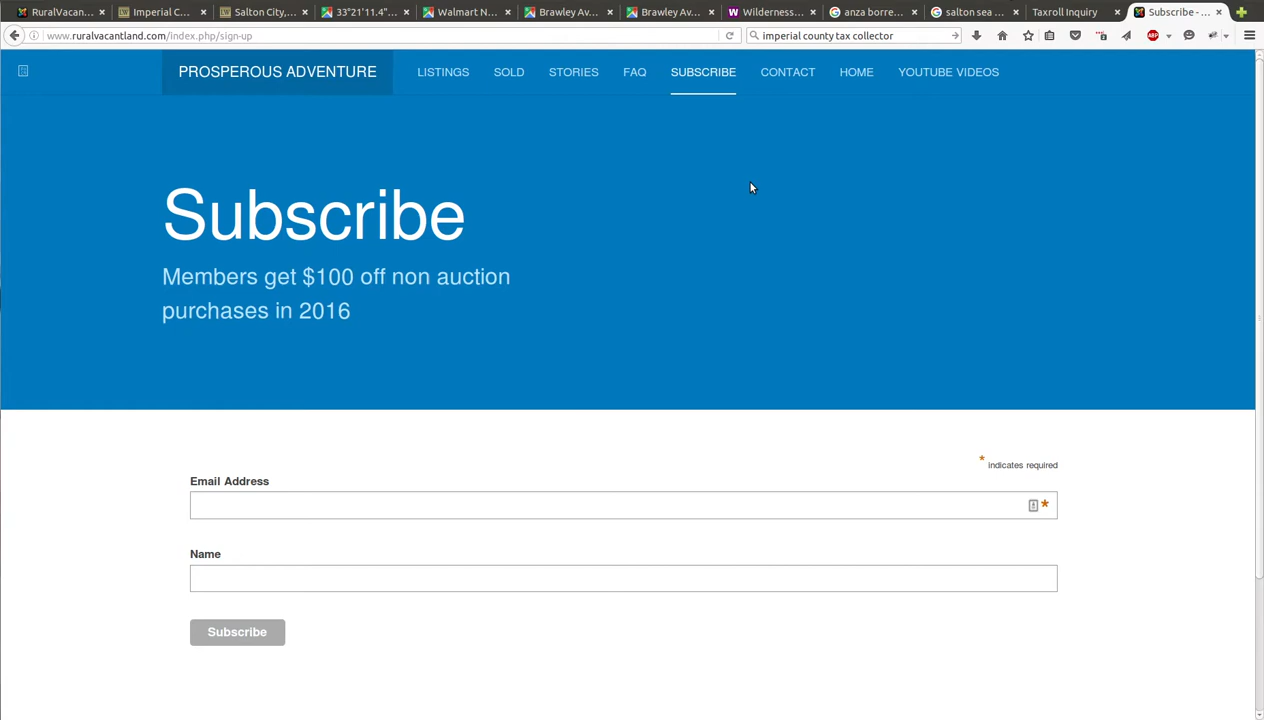 RuralVacan...
Imperial C...
Salton City,...
33°21'11.4"...
Walmart N...
Brawley Av...
Brawley Av...
Wilderness...
anza borre...
salton sea ...
Taxroll Inquiry
Subscribe - ...
www.ruralvacantland.com/index.php/sign-up
imperial county tax collector
PROSPEROUS ADVENTURE
LISTINGS
SOLD
STORIES
FAQ
SUBSCRIBE
CONTACT
HOME
YOUTUBE VIDEOS
Subscribe
Members get $100 off non auction
purchases in 2016
* indicates required
Email Address
*
Name
Subscribe